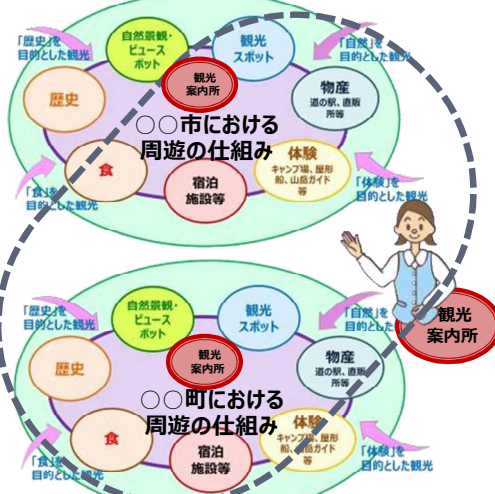 「歴史」を
目的とした観光
自然景観・
ビュース
ポット
観光
スポット
「自然」を
目的とした観光
観光
案内所
歴史
物産
道の駅、直販
所等
○○市における
周遊の仕組み
食
宿泊
施設等
体験
キャンプ場、屋形
船、山岳ガイド
等
「食」を
目的とした観光
「体験」を
目的とした観光
「歴史」を
目的とした観光
自然景観・
ビュース
ポット
観光
スポット
「自然」を
目的とした
観光
案内所
観光
案内所
歴史
物産
道の駅、直販
所等
○○町における
周遊の仕組み
食
宿泊
施設等
体験
キャンプ場、屋形
船、山岳ガイド
等
「食」を
目的とした観光
「体験」を
目的とした観光